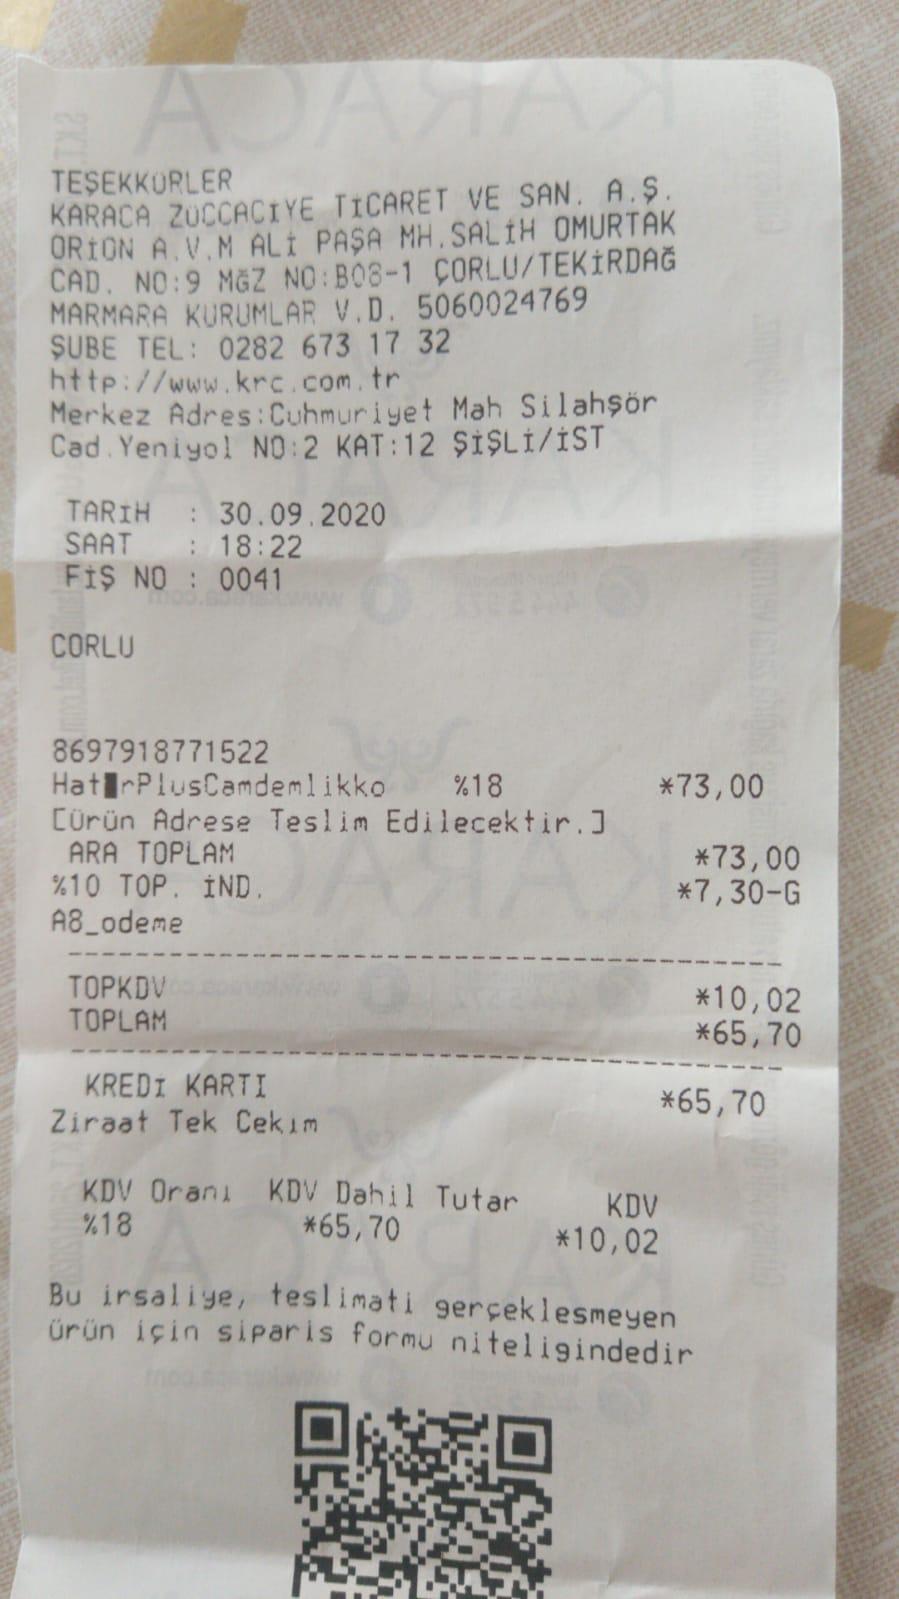 TEŞEKKÜRLER
KARACA ZÜCCACİYE TİCARET VE SAN. A.Ş.
ORİON A.V.M ALİ PAŞA MH.SALİH OMURTAK
CAD. NO:9 MĞZ NO:B08-1 ÇORLU/TEKİRDAĞ
MARMARA KURUMLAR V.D. 5060024769
ŞUBE TEL: 0282 673 17 32
http://www.krc.com.tr
Merkez Adres:Cuhmuriyet Mah Silahşör
Cad.Yeniyol NO:2 KAT:12 ŞİŞLİ/İST
TARİH : 30.09.2020
SAAT : 18:22
FİŞ NO : 0041
CORLU
8697918771522
Hat█rPlusCamdemlikko %18 *73,00
[Ürün Adrese Teslim Edilecektir.]
ARA TOPLAM *73,00
%10 TOP. İND. *7,30-G
A8_odeme
TOPKDV *10,02
TOPLAM *65,70
KREDİ KARTI *65,70
Ziraat Tek Cekım
KDV Oranı KDV Dahil Tutar KDV
%18 *65,70 *10,02
Bu irsaliye, teslimati gerçeklesmeyen
ürün için siparis formu niteligindedir